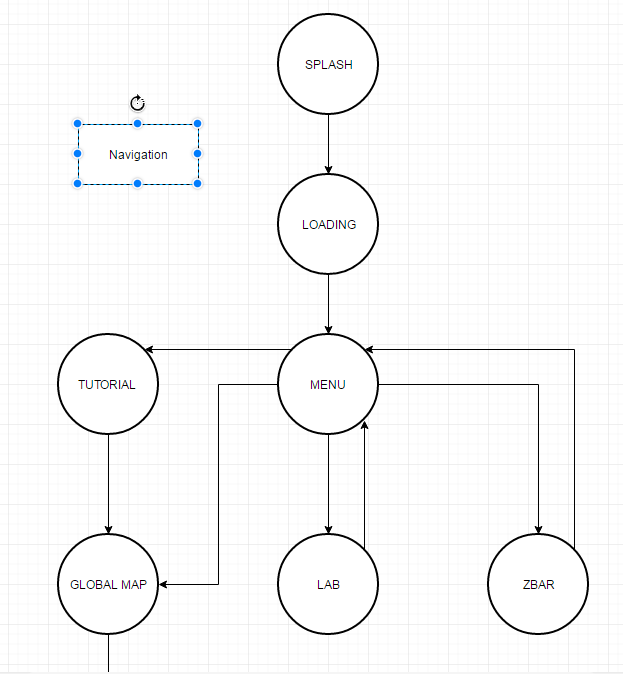 SPLASH
Navigation
LOADING
TUTORIAL
MENU
GLOBAL MAP
LAB
ZBAR